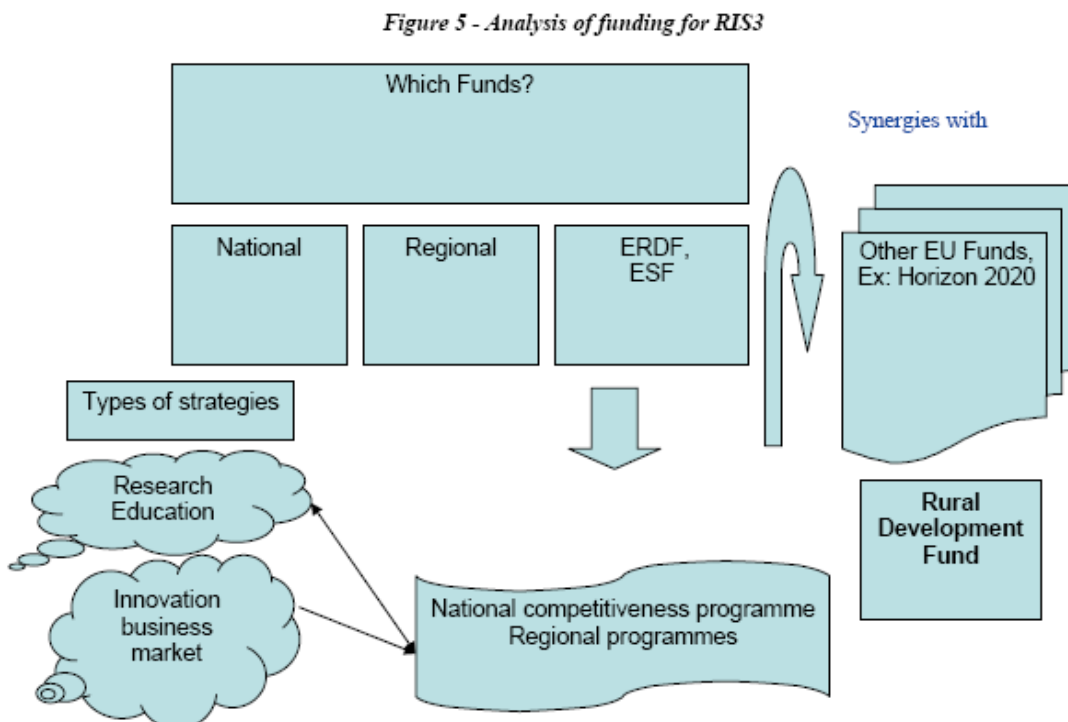 Figure 5 - Analysis of funding for RIS3
Which Funds?
Synergies with
National
Regional
ERDF,
ESF
Other EU Funds,
Ex: Horizon 2020
Types of strategies
Research
Education
Rural
Development
Fund
Innovation
business
market
National competitiveness programme
Regional programmes